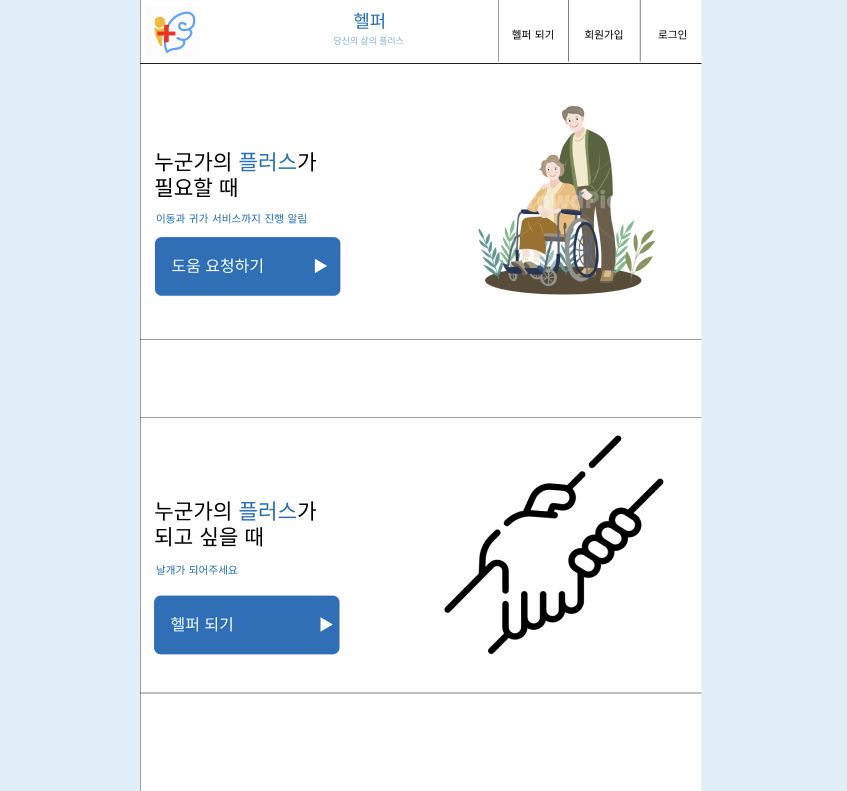 헬퍼
당신의 삶의 플러스
헬퍼 되기
회원가입
로그인
누군가의 플러스가
필요할 때
이동과 귀가 서비스까지 진행 알림
도움 요청하기
누군가의 플러스가
되고 싶을 때
날개가 되어주세요
헬퍼 되기